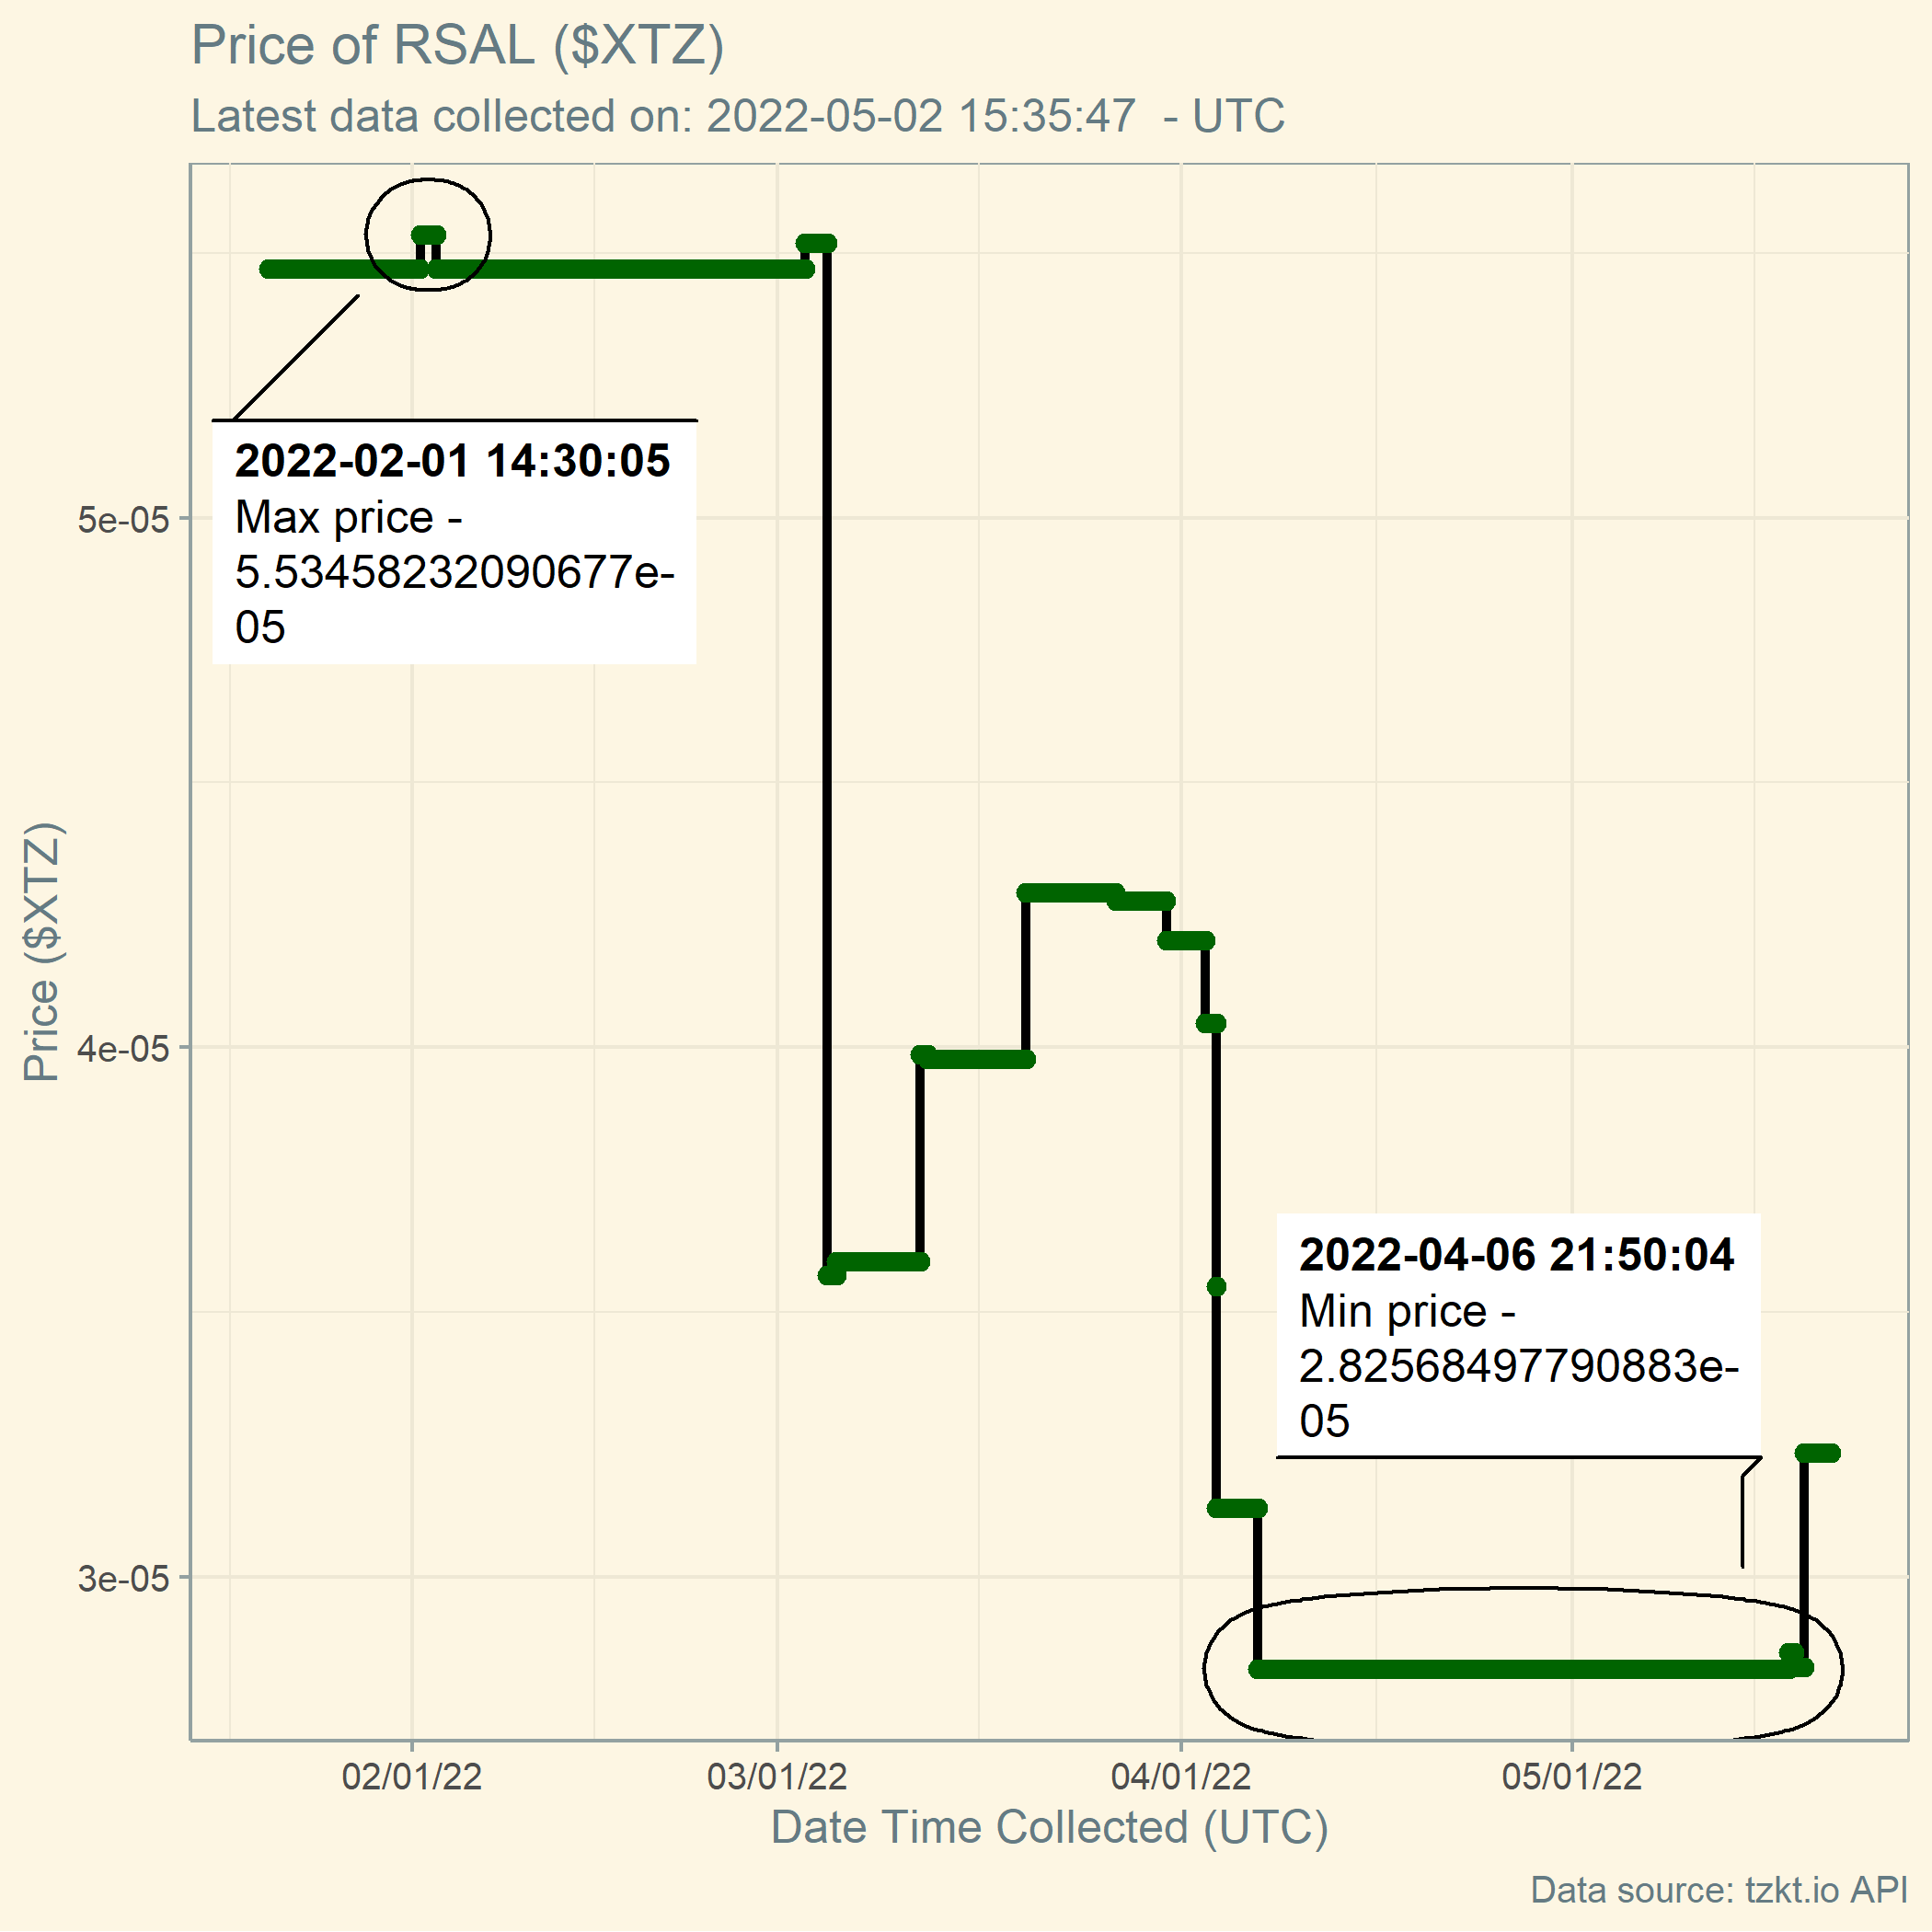 Price of RSAL ($XTZ)
Latest data collected on: 2022-05-02 15:35:47  - UTC
2022-02-01 14:30:05
Max price -
5.53458232090677e-
05
5e-05
4e-05
3e-05
Price ($XTZ)
2022-04-06 21:50:04
Min price -
2.82568497790883e-
05
02/01/22
03/01/22
04/01/22
05/01/22
Date Time Collected (UTC)
Data source: tzkt.io API